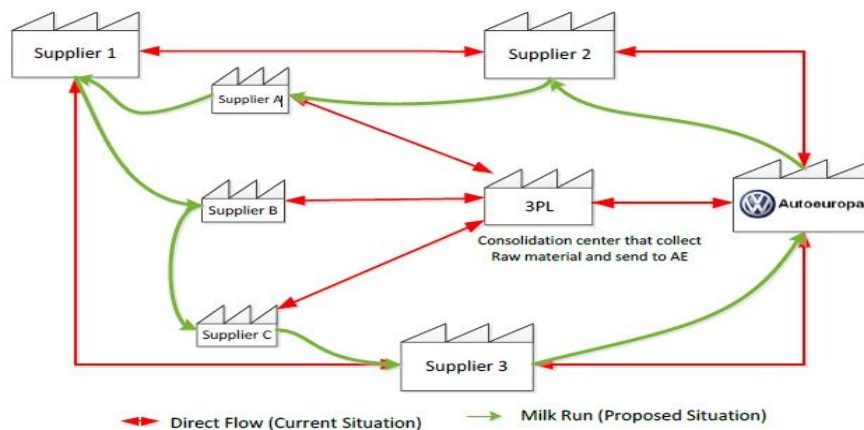 Supplier 1
Supplier 2
Supplier A
Supplier B
3PL
Autoeuropa
Consolidation center that collect
Raw material and send to AE
Supplier C
Supplier 3
Direct Flow (Current Situation)
Milk Run (Proposed Situation)